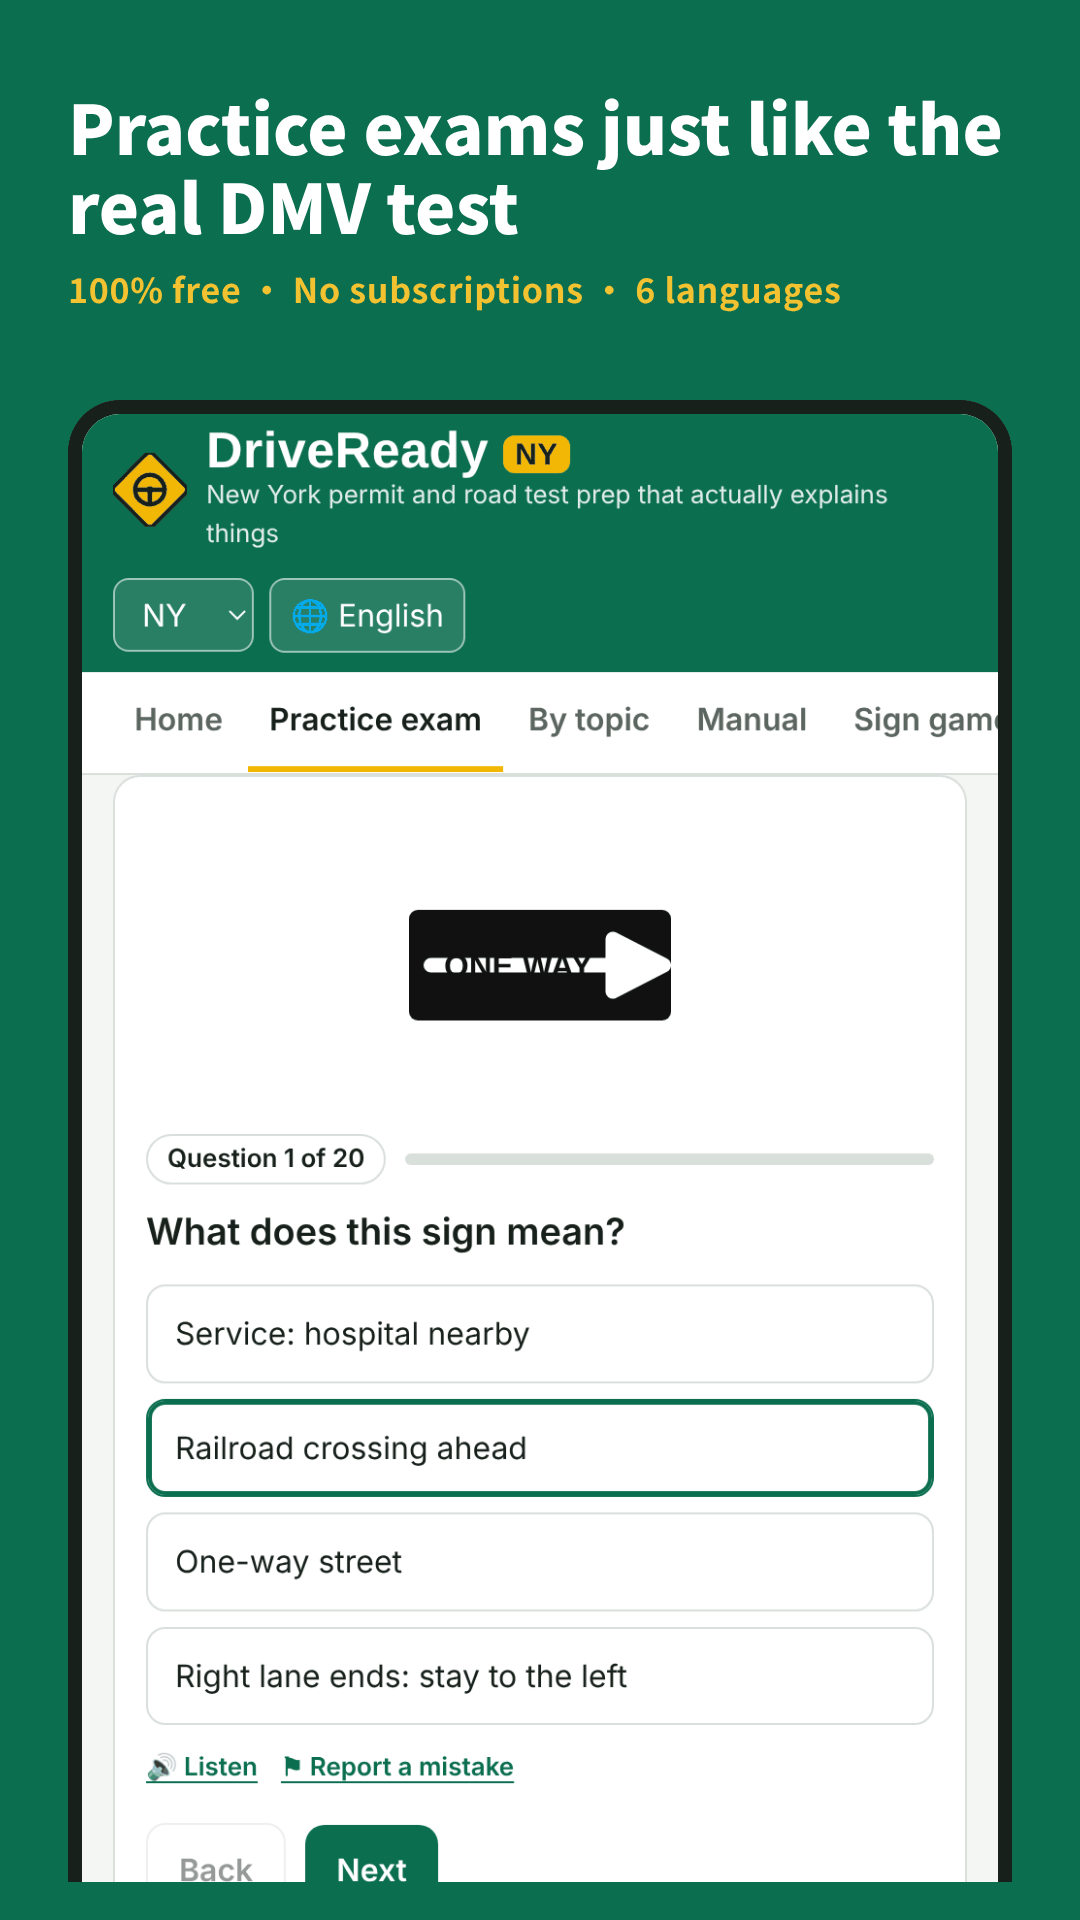 Practice exams just like the
real DMV test
100% free • No subscriptions • 6 languages
DriveReady NY
New York permit and road test prep that actually explains
things
NY English
Home Practice exam By topic Manual Sign game
ONE WAY
Question 1 of 20
What does this sign mean?
Service: hospital nearby
Railroad crossing ahead
One-way street
Right lane ends: stay to the left
Listen Report a mistake
Back Next